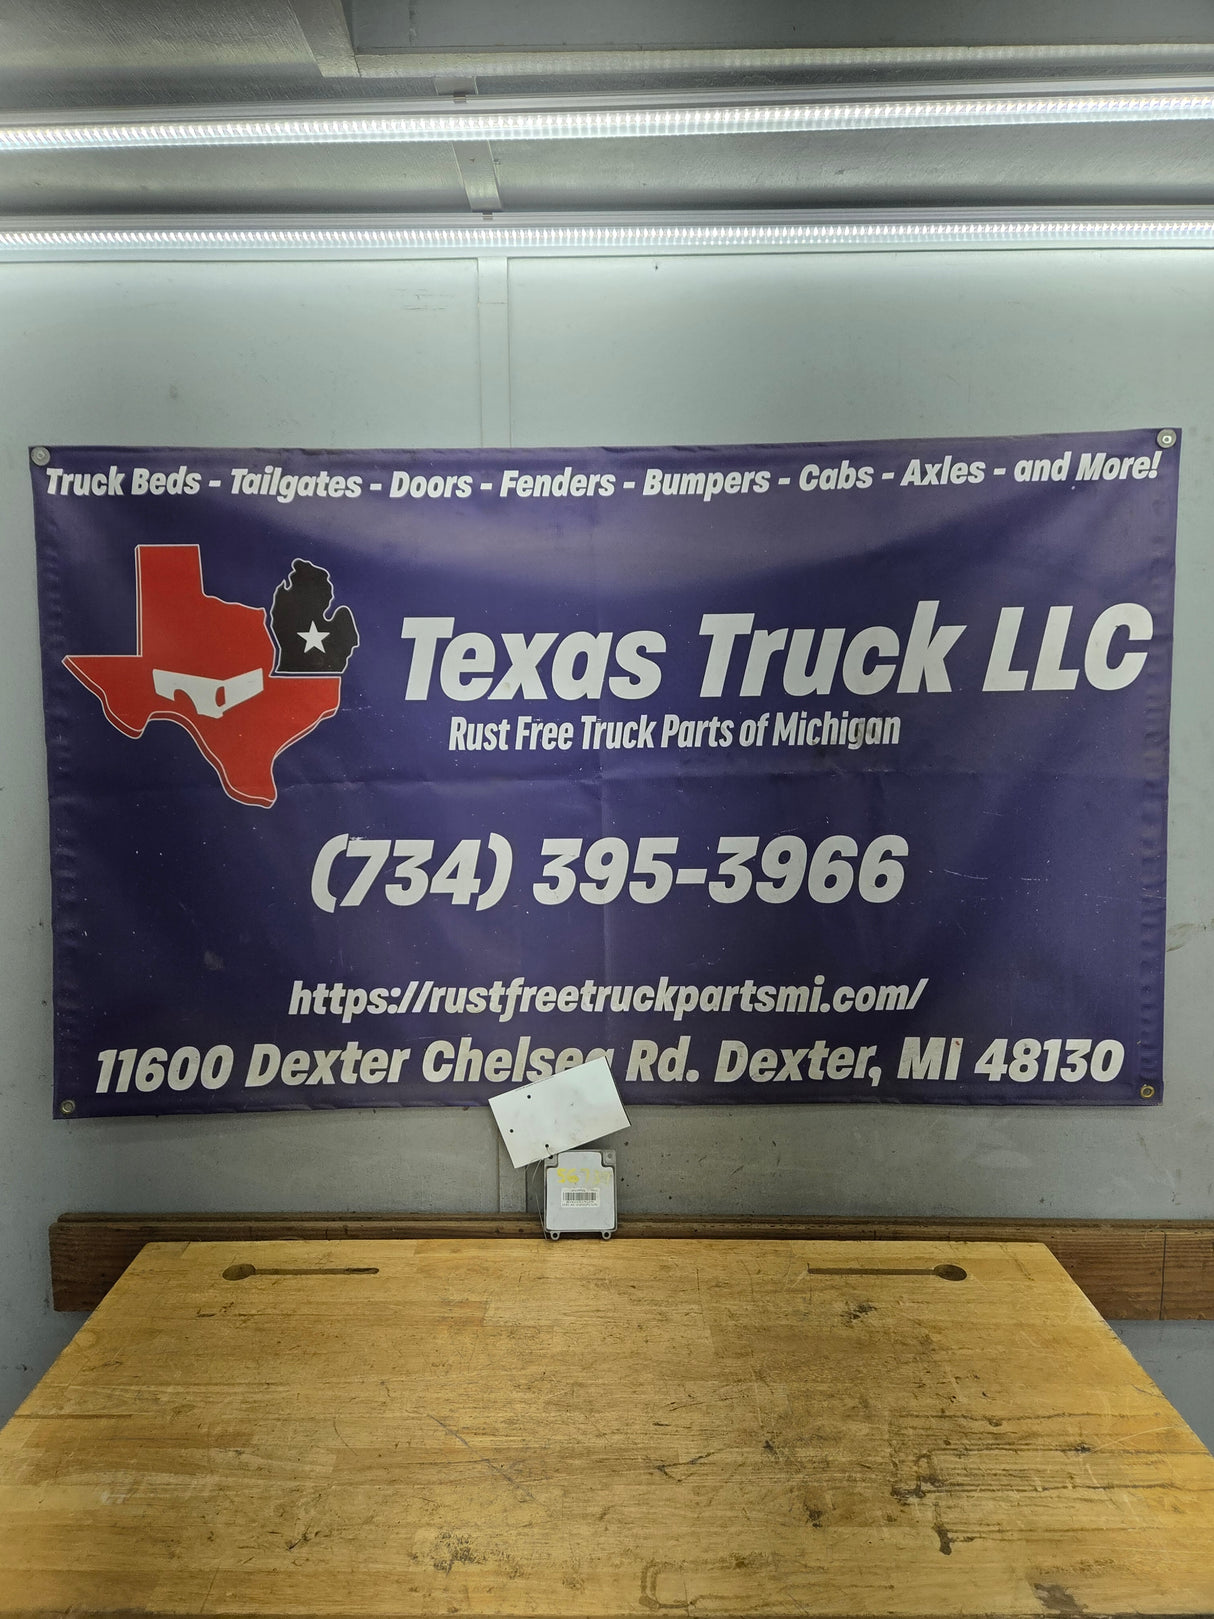 Truck Beds - Tailgates - Doors - Fenders - Bumpers - Cabs - Axles - and More!
Texas Truck LLC
Rust Free Truck Parts of Michigan
(734) 395-3966
https://rustfreetruckpartsmi.com/
11600 Dexter Chelsea Rd. Dexter, MI 48130